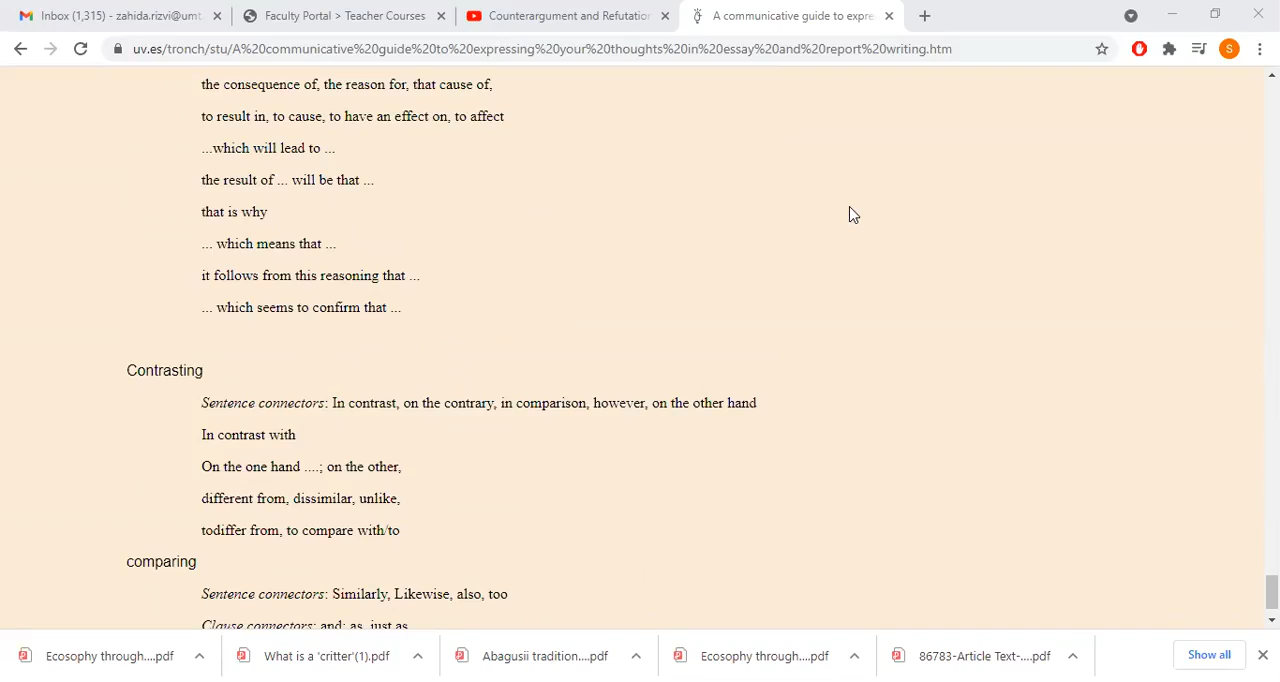 Inbox (1,315) - zahida.rizvi@umt
Faculty Portal > Teacher Courses
Counterargument and Refutation
A communicative guide to expre
uv.es/tronch/stu/A%20communicative%20guide%20to%20expressing%20your%20thoughts%20in%20essay%20and%20report%20writing.htm
S
the consequence of, the reason for, that cause of,
to result in, to cause, to have an effect on, to affect
...which will lead to ...
the result of ... will be that ...
that is why
... which means that ...
it follows from this reasoning that ...
... which seems to confirm that ...
Contrasting
Sentence connectors: In contrast, on the contrary, in comparison, however, on the other hand
In contrast with
On the one hand ....; on the other,
different from, dissimilar, unlike,
todiffer from, to compare with/to
comparing
Sentence connectors: Similarly, Likewise, also, too
Clause connectors: and; as, just as
Ecosophy through....pdf
What is a 'critter'(1).pdf
Abagusii tradition....pdf
Ecosophy through....pdf
86783-Article Text-....pdf
Show all